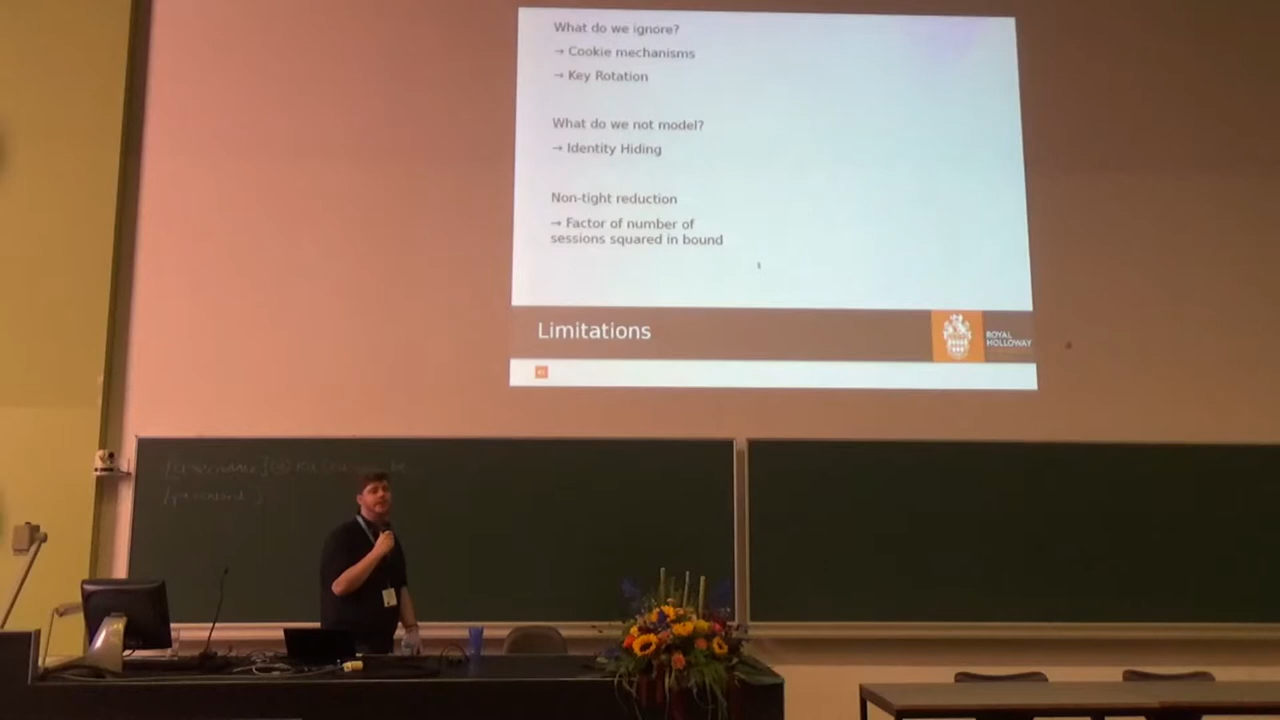 What do we ignore?
→ Cookie mechanisms
→ Key Rotation
What do we not model?
→ Identity Hiding
Non-tight reduction
→ Factor of number of
sessions squared in bound
Limitations
ROYAL
HOLLOWAY